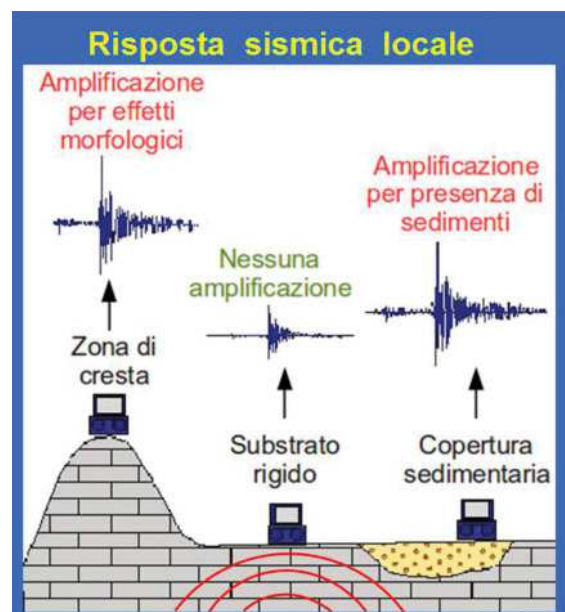 Risposta sismica locale
Amplificazione
per effetti
morfologici
Nessuna
amplificazione
Amplificazione
per presenza di
sedimenti
Zona di
cresta
Substrato
rigido
Copertura
sedimentaria